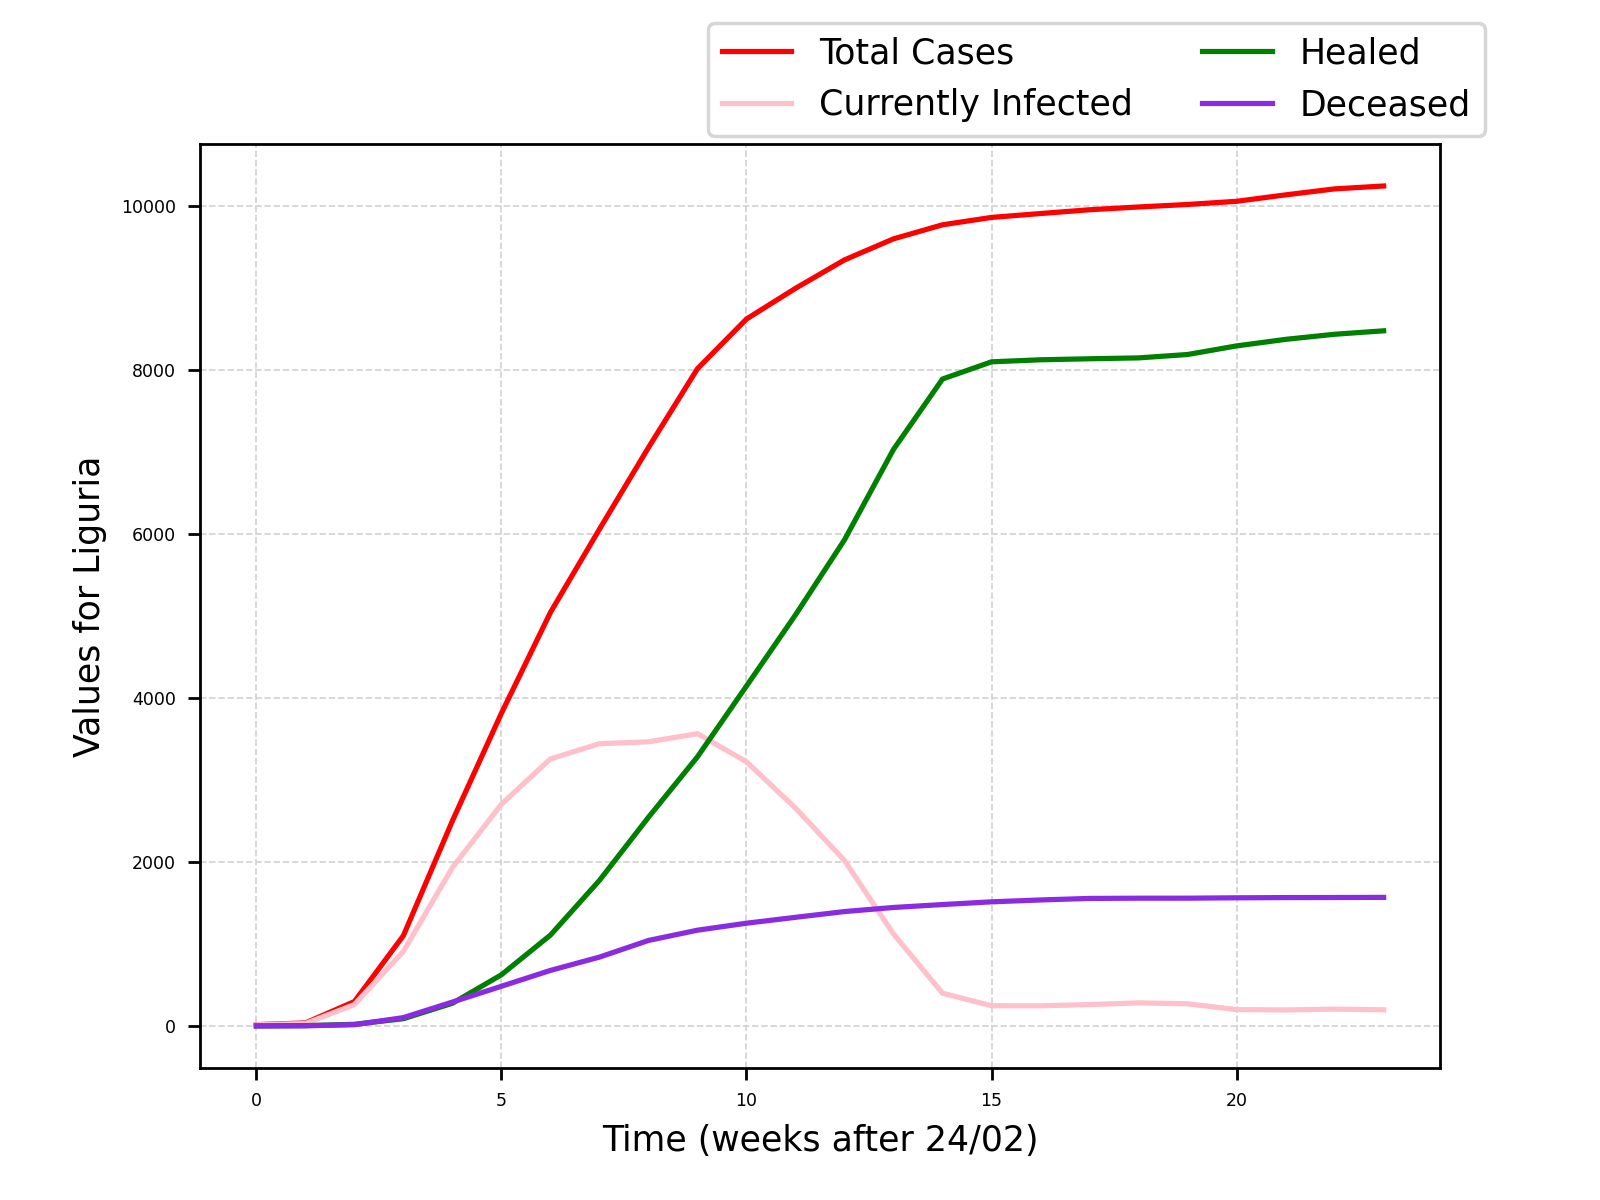 Total Cases
Currently Infected
Healed
Deceased
10000
8000
6000
4000
2000
0
Values for Liguria
0 5 10 15 20
Time (weeks after 24/02)